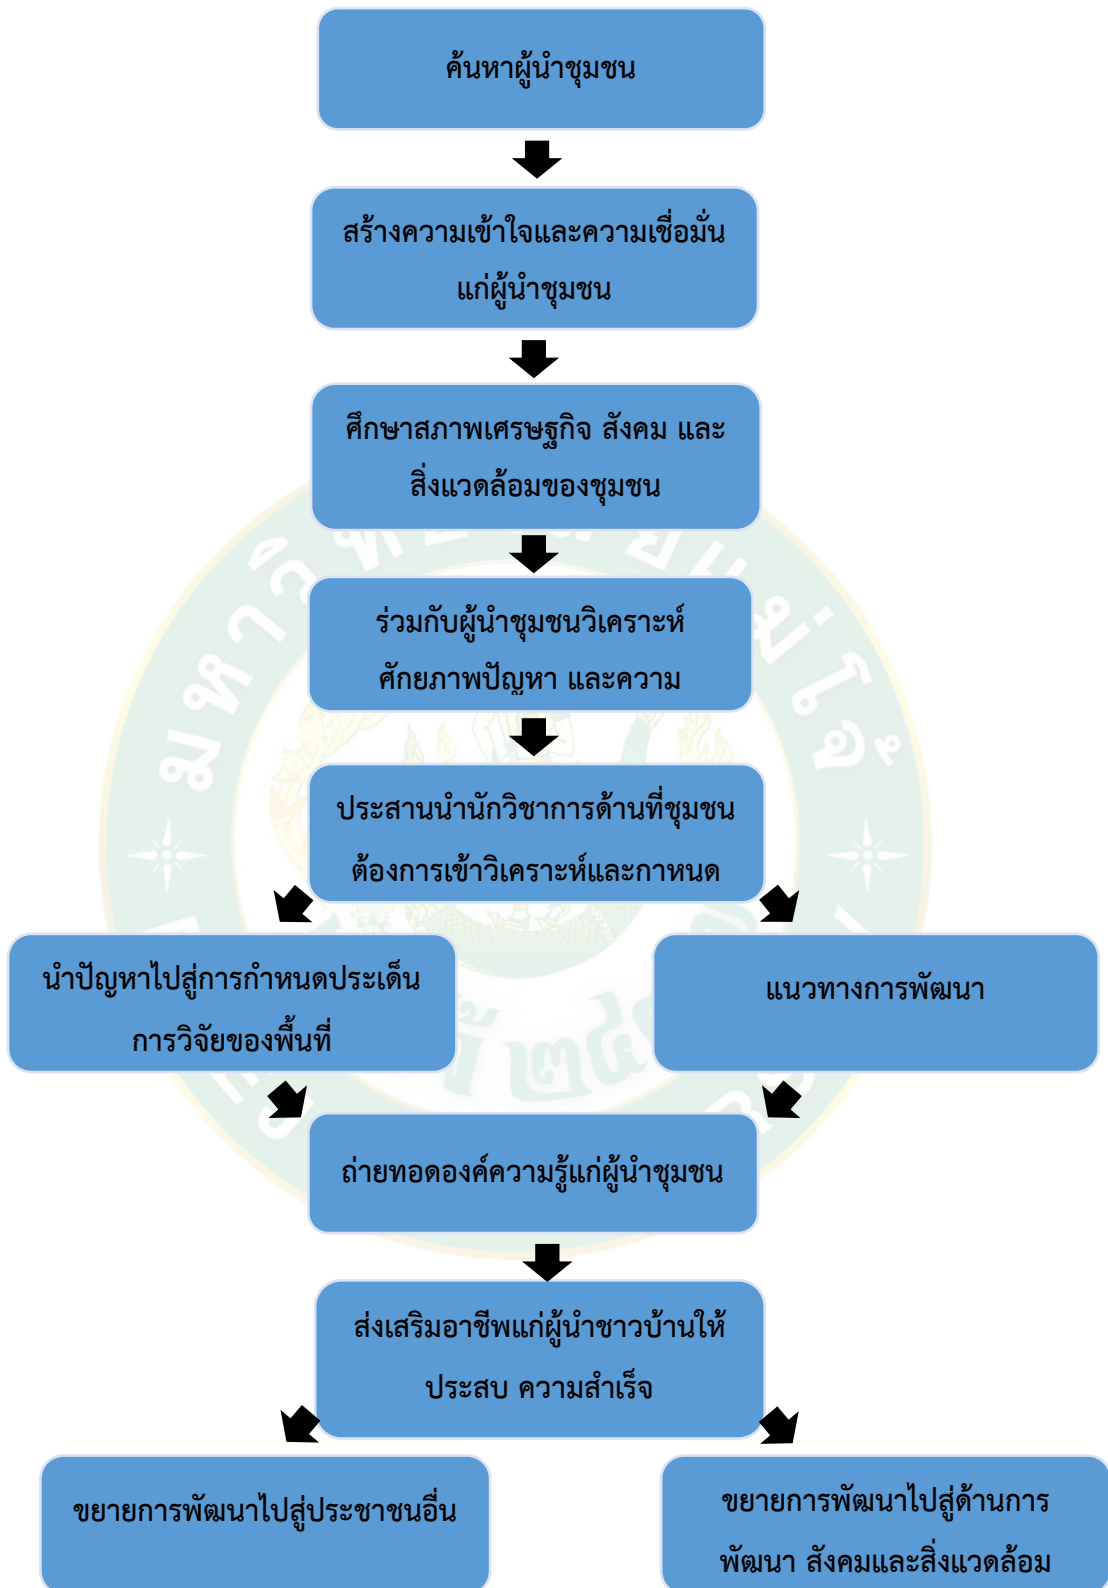 ค้นหาผู้นำชุมชน
สร้างความเข้าใจและความเชื่อมั่น
แก่ผู้นำชุมชน
ศึกษาสภาพเศรษฐกิจ สังคม และ
สิ่งแวดล้อมของชุมชน
ร่วมกับผู้นำชุมชนวิเคราะห์
ศักยภาพปัญหา และความ
ประสานนำนักวิชาการด้านที่ชุมชน
ต้องการเข้าวิเคราะห์และกาหนด
นำปัญหาไปสู่การกำหนดประเด็น
การวิจัยของพื้นที่
แนวทางการพัฒนา
ถ่ายทอดองค์ความรู้แก่ผู้นำชุมชน
ส่งเสริมอาชีพแก่ผู้นำชาวบ้านให้
ประสบ ความสำเร็จ
ขยายการพัฒนาไปสู่ประชาชนอื่น
ขยายการพัฒนาไปสู่ด้านการ
พัฒนา สังคมและสิ่งแวดล้อม